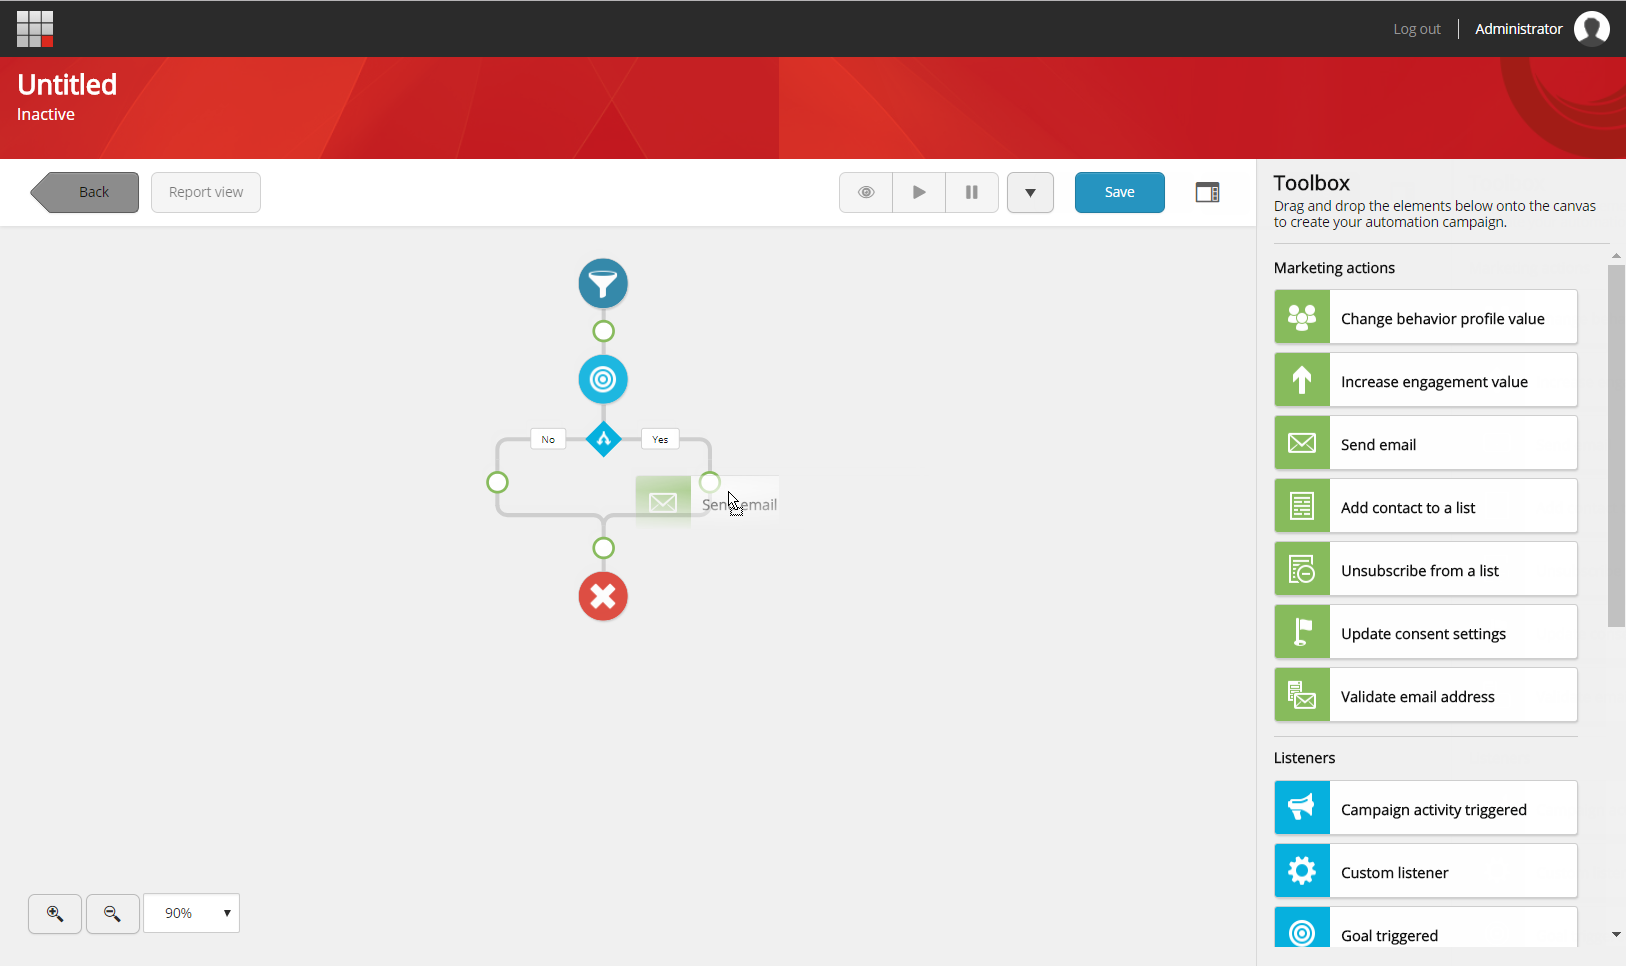 Log out
Administrator
Untitled
Inactive
Back
Report view
Save
No
Yes
Send email
90%
Toolbox
Drag and drop the elements below onto the canvas
to create your automation campaign.
Marketing actions
Change behavior profile value
Increase engagement value
Send email
Add contact to a list
Unsubscribe from a list
Update consent settings
Validate email address
Listeners
Campaign activity triggered
Custom listener
Goal triggered